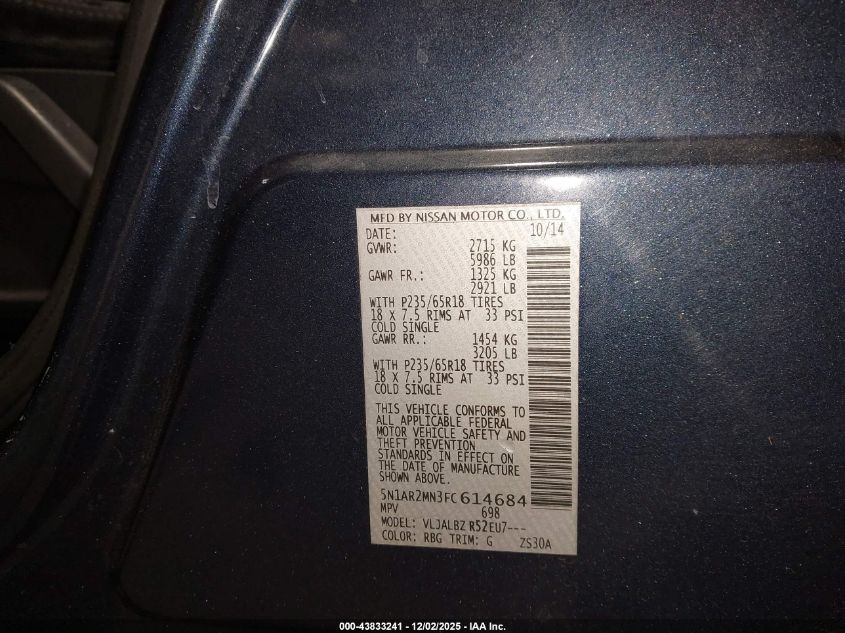 MFD BY NISSAN MOTOR CO., LTD.
DATE: 10/14
GVWR: 2715 KG
5986 LB
GAWR FR.: 1325 KG
2921 LB
WITH P235/65R18 TIRES
18 X 7.5 RIMS AT 33 PSI
COLD SINGLE
GAWR RR.: 1454 KG
3205 LB
WITH P235/65R18 TIRES
18 X 7.5 RIMS AT 33 PSI
COLD SINGLE
THIS VEHICLE CONFORMS TO
ALL APPLICABLE FEDERAL
MOTOR VEHICLE SAFETY AND
THEFT PREVENTION
STANDARDS IN EFFECT ON
THE DATE OF MANUFACTURE
SHOWN ABOVE.
5N1AR2MN3FC614684
MPV 698
MODEL: VLJALBZ R52EU7---
COLOR: RBG TRIM: G ZS30A
000-43833241 - 12/02/2025 - IAA Inc.